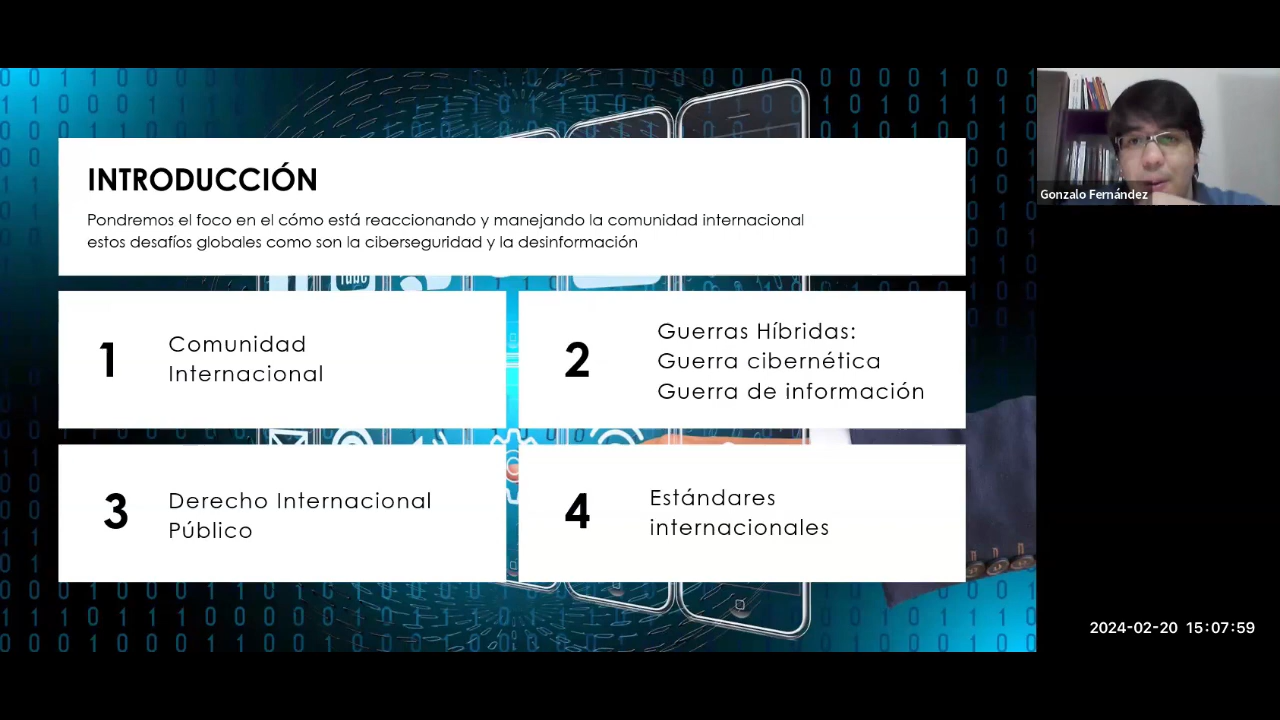 INTRODUCCIÓN
Pondremos el foco en el cómo está reaccionando y manejando la comunidad internacional
estos desafíos globales como son la ciberseguridad y la desinformación
1
Comunidad
Internacional
2
Guerras Híbridas:
Guerra cibernética
Guerra de información
3
Derecho Internacional
Público
4
Estándares
internacionales
Gonzalo Fernández
2024-02-20 15:07:59